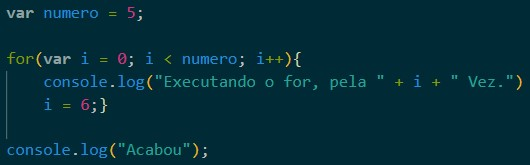 var numero = 5;
for(var i = 0; i < numero; i++){
console.log("Executando o for, pela " + i + " Vez.")
i = 6;}
console.log("Acabou");